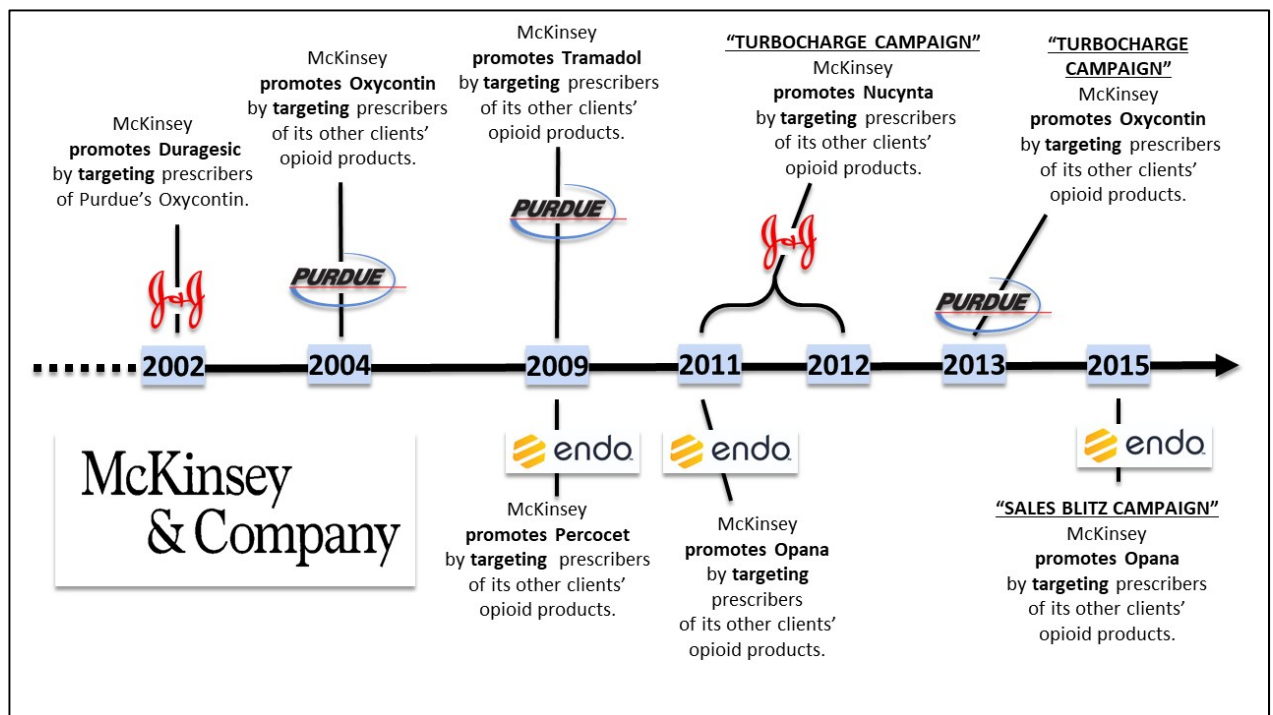 McKinsey
promotes Duragesic
by targeting prescribers
of Purdue's Oxycontin.
J&J
McKinsey
promotes Oxycontin
by targeting prescribers
of its other clients'
opioid products.
PURDUE
McKinsey
promotes Tramadol
by targeting prescribers
of its other clients'
opioid products.
PURDUE
"TURBOCHARGE CAMPAIGN"
McKinsey
promotes Nucynta
by targeting prescribers
of its other clients'
opioid products.
J&J
"TURBOCHARGE
CAMPAIGN"
McKinsey
promotes Oxycontin
by targeting prescribers
of its other clients'
opioid products.
PURDUE
2002
2004
2009
2011
2012
2013
2015
McKinsey
& Company
endo
McKinsey
promotes Percocet
by targeting prescribers
of its other clients'
opioid products.
endo
McKinsey
promotes Opana
by targeting
prescribers
of its other clients'
opioid products.
endo
"SALES BLITZ CAMPAIGN"
McKinsey
promotes Opana
by targeting prescribers
of its other clients'
opioid products.